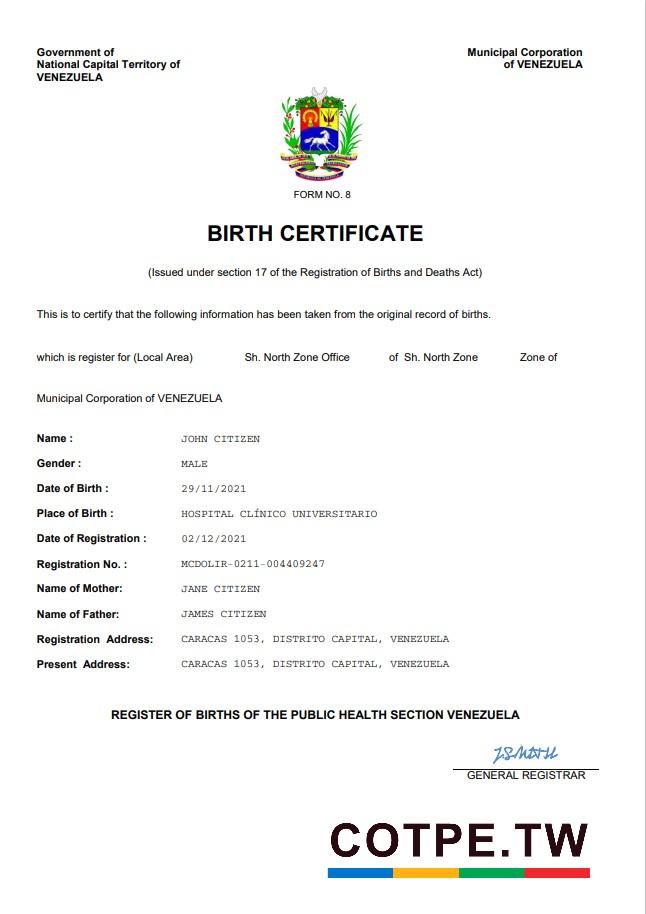 Government of
National Capital Territory of
VENEZUELA
Municipal Corporation
of VENEZUELA
FORM NO. 8
BIRTH CERTIFICATE
(Issued under section 17 of the Registration of Births and Deaths Act)
This is to certify that the following information has been taken from the original record of births.
which is register for (Local Area) Sh. North Zone Office of Sh. North Zone Zone of
Municipal Corporation of VENEZUELA
Name : JOHN CITIZEN
Gender : MALE
Date of Birth : 29/11/2021
Place of Birth : HOSPITAL CLÍNICO UNIVERSITARIO
Date of Registration : 02/12/2021
Registration No. : MCDOLIR-0211-004409247
Name of Mother: JANE CITIZEN
Name of Father: JAMES CITIZEN
Registration Address: CARACAS 1053, DISTRITO CAPITAL, VENEZUELA
Present Address: CARACAS 1053, DISTRITO CAPITAL, VENEZUELA
REGISTER OF BIRTHS OF THE PUBLIC HEALTH SECTION VENEZUELA
GENERAL REGISTRAR
COTPE.TW